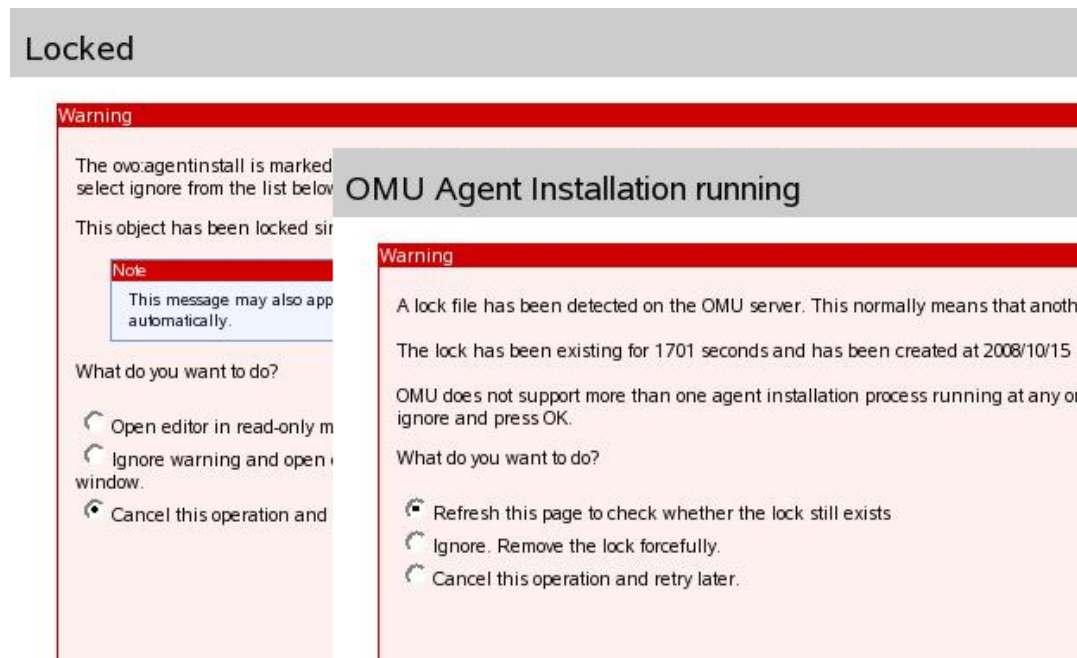 Locked
Warning
The ovo:agentinstall is marked
select ignore from the list below
This object has been locked
Note
This message may also app
automatically.
What do you want to do?
Open editor in read-only m
Ignore warning and open
window.
Cancel this operation and
OMU Agent Installation running
Warning
A lock file has been detected on the OMU server. This normally means that anoth
The lock has been existing for 1701 seconds and has been created at 2008/10/15
OMU does not support more than one agent installation process running at any
ignore and press OK.
What do you want to do?
Refresh this page to check whether the lock still exists
Ignore. Remove the lock forcefully.
Cancel this operation and retry later.